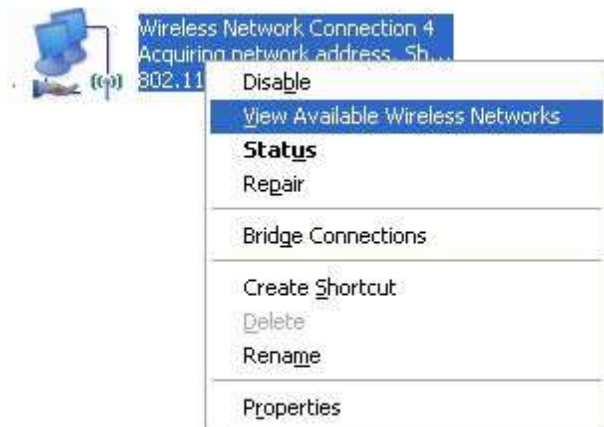 Wireless Network Connection 4
Acquiring network address, Sh...
802.11
Disable
View Available Wireless Networks
Status
Repair
Bridge Connections
Create Shortcut
Delete
Rename
Properties